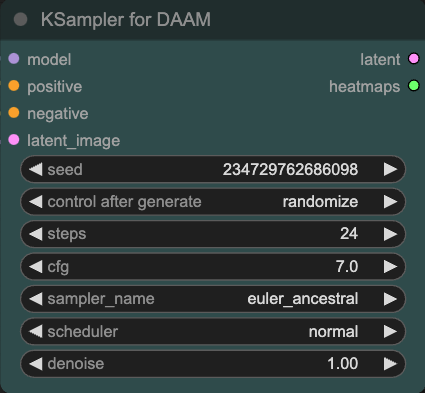 KSampler for DAAM
model latent
positive heatmaps
negative
latent_image
seed 234729762686098
control after generate randomize
steps 24
cfg 7.0
sampler_name euler_ancestral
scheduler normal
denoise 1.00